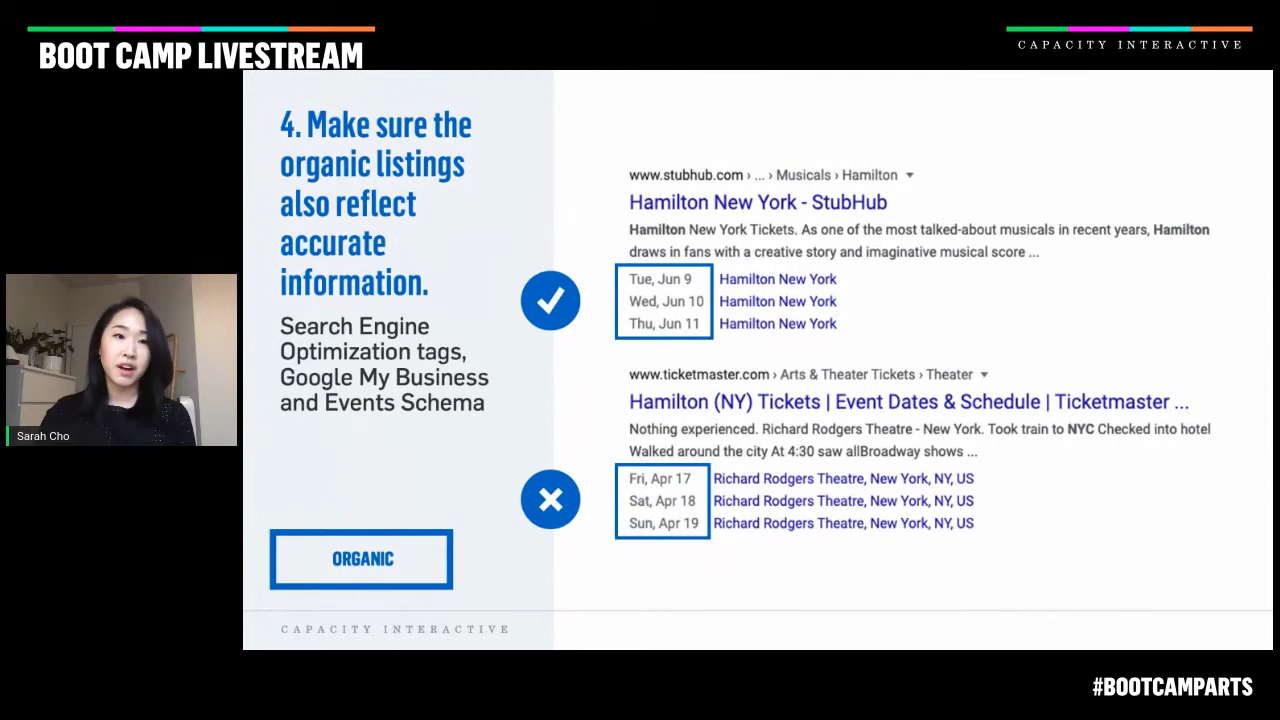 BOOT CAMP LIVESTREAM
CAPACITY INTERACTIVE
4. Make sure the
organic listings
also reflect
accurate
information.
Search Engine
Optimization tags,
Google My Business
and Events Schema
ORGANIC
CAPACITY INTERACTIVE
www.stubhub.com › ... › Musicals › Hamilton
Hamilton New York - StubHub
Hamilton New York Tickets. As one of the most talked-about musicals in recent years, Hamilton
draws in fans with a creative story and imaginative musical score ...
Tue, Jun 9 Hamilton New York
Wed, Jun 10 Hamilton New York
Thu, Jun 11 Hamilton New York
www.ticketmaster.com › Arts & Theater Tickets › Theater
Hamilton (NY) Tickets | Event Dates & Schedule | Ticketmaster ...
Nothing experienced. Richard Rodgers Theatre - New York. Took train to NYC Checked into hotel
Walked around the city At 4:30 saw allBroadway shows ...
Fri, Apr 17 Richard Rodgers Theatre, New York, NY, US
Sat, Apr 18 Richard Rodgers Theatre, New York, NY, US
Sun, Apr 19 Richard Rodgers Theatre, New York, NY, US
Sarah Cho
#BOOTCAMPARTS